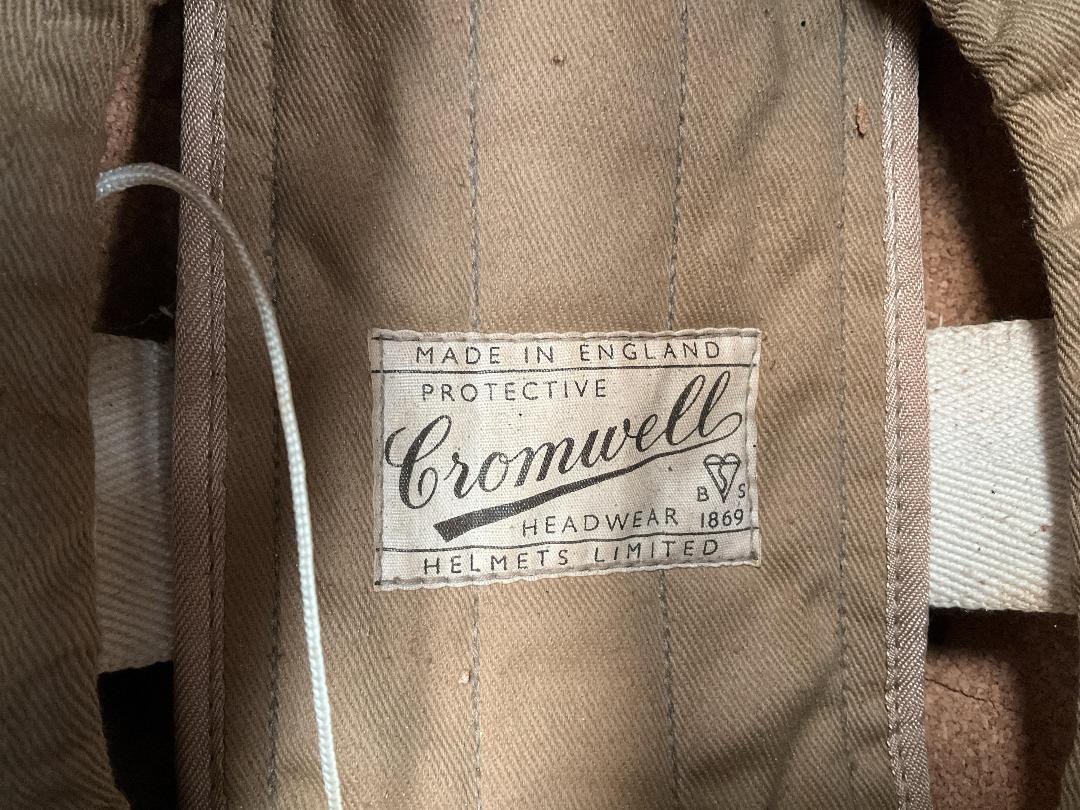 MADE IN ENGLAND
PROTECTIVE
Cromwell
B S
HEADWEAR 1869
HELMETS LIMITED